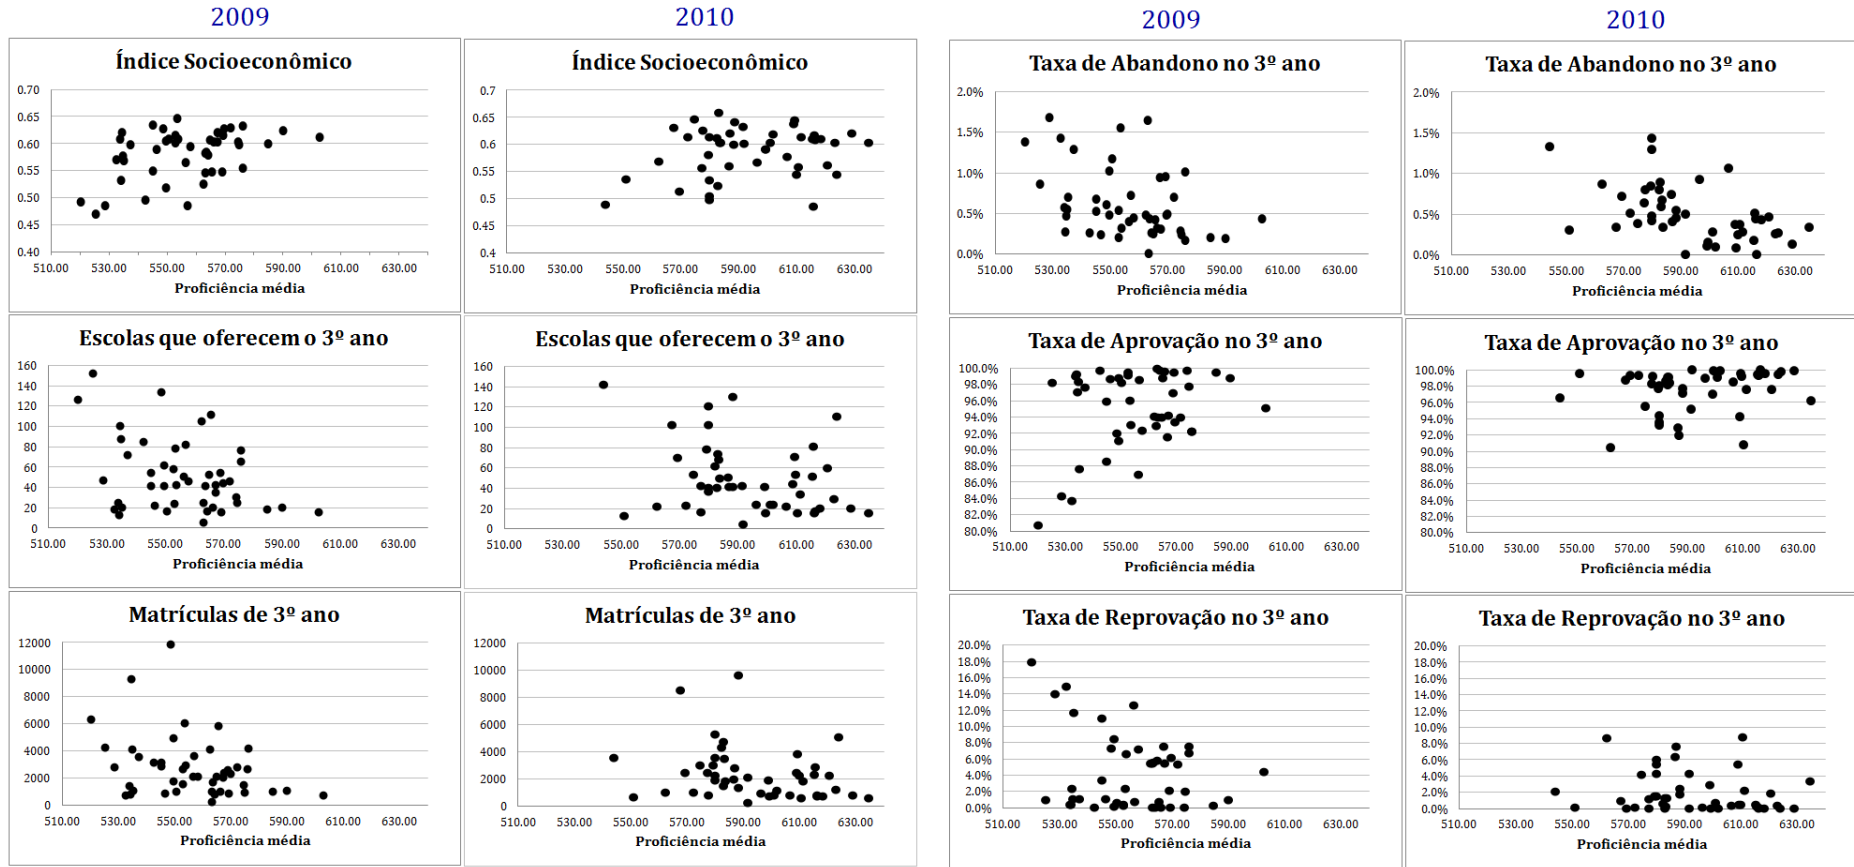 2009
2010
2009
2010
Índice Socioeconômico
0.70
0.60
0.60
0.55
0.50
0.45
0.40
510.00 530.00 550.00 570.00 590.00 610.00 630.00
Proficiência média
Índice Socioeconômico
0.7
0.65
0.6
0.55
0.5
0.45
0.4
510.00 530.00 550.00 570.00 590.00 610.00 630.00
Proficiência média
Taxa de Abandono no 3º ano
2.0%
1.5%
1.0%
0.5%
0.0%
510.00 530.00 550.00 570.00 590.00 610.00 630.00
Proficiência média
Taxa de Abandono no 3º ano
2.0%
1.5%
1.0%
0.5%
0.0%
510.00 530.00 550.00 570.00 590.00 610.00 630.00
Proficiência média
Escolas que oferecem o 3º ano
160
140
120
100
80
60
40
20
0
510.00 530.00 550.00 570.00 590.00 610.00 630.00
Proficiência média
Escolas que oferecem o 3º ano
160
140
120
100
80
60
40
20
0
510.00 530.00 550.00 570.00 590.00 610.00 630.00
Proficiência média
Taxa de Aprovação no 3º ano
100.0%
98.0%
96.0%
94.0%
92.0%
90.0%
88.0%
86.0%
84.0%
82.0%
80.0%
510.00 530.00 550.00 570.00 590.00 610.00 630.00
Proficiência média
Taxa de Aprovação no 3º ano
100.0%
98.0%
96.0%
94.0%
92.0%
90.0%
88.0%
86.0%
84.0%
82.0%
80.0%
510.00 530.00 550.00 570.00 590.00 610.00 630.00
Proficiência média
Matrículas de 3º ano
12000
10000
8000
6000
4000
2000
0
510.00 530.00 550.00 570.00 590.00 610.00 630.00
Proficiência média
Matrículas de 3º ano
12000
10000
8000
6000
4000
2000
0
510.00 530.00 550.00 570.00 590.00 610.00 630.00
Proficiência média
Taxa de Reprovação no 3º ano
20.0%
18.0%
16.0%
14.0%
12.0%
10.0%
8.0%
6.0%
4.0%
2.0%
0.0%
510.00 530.00 550.00 570.00 590.00 610.00 630.00
Proficiência média
Taxa de Reprovação no 3º ano
20.0%
18.0%
16.0%
14.0%
12.0%
10.0%
8.0%
6.0%
4.0%
2.0%
0.0%
510.00 530.00 550.00 570.00 590.00 610.00 630.00
Proficiência média